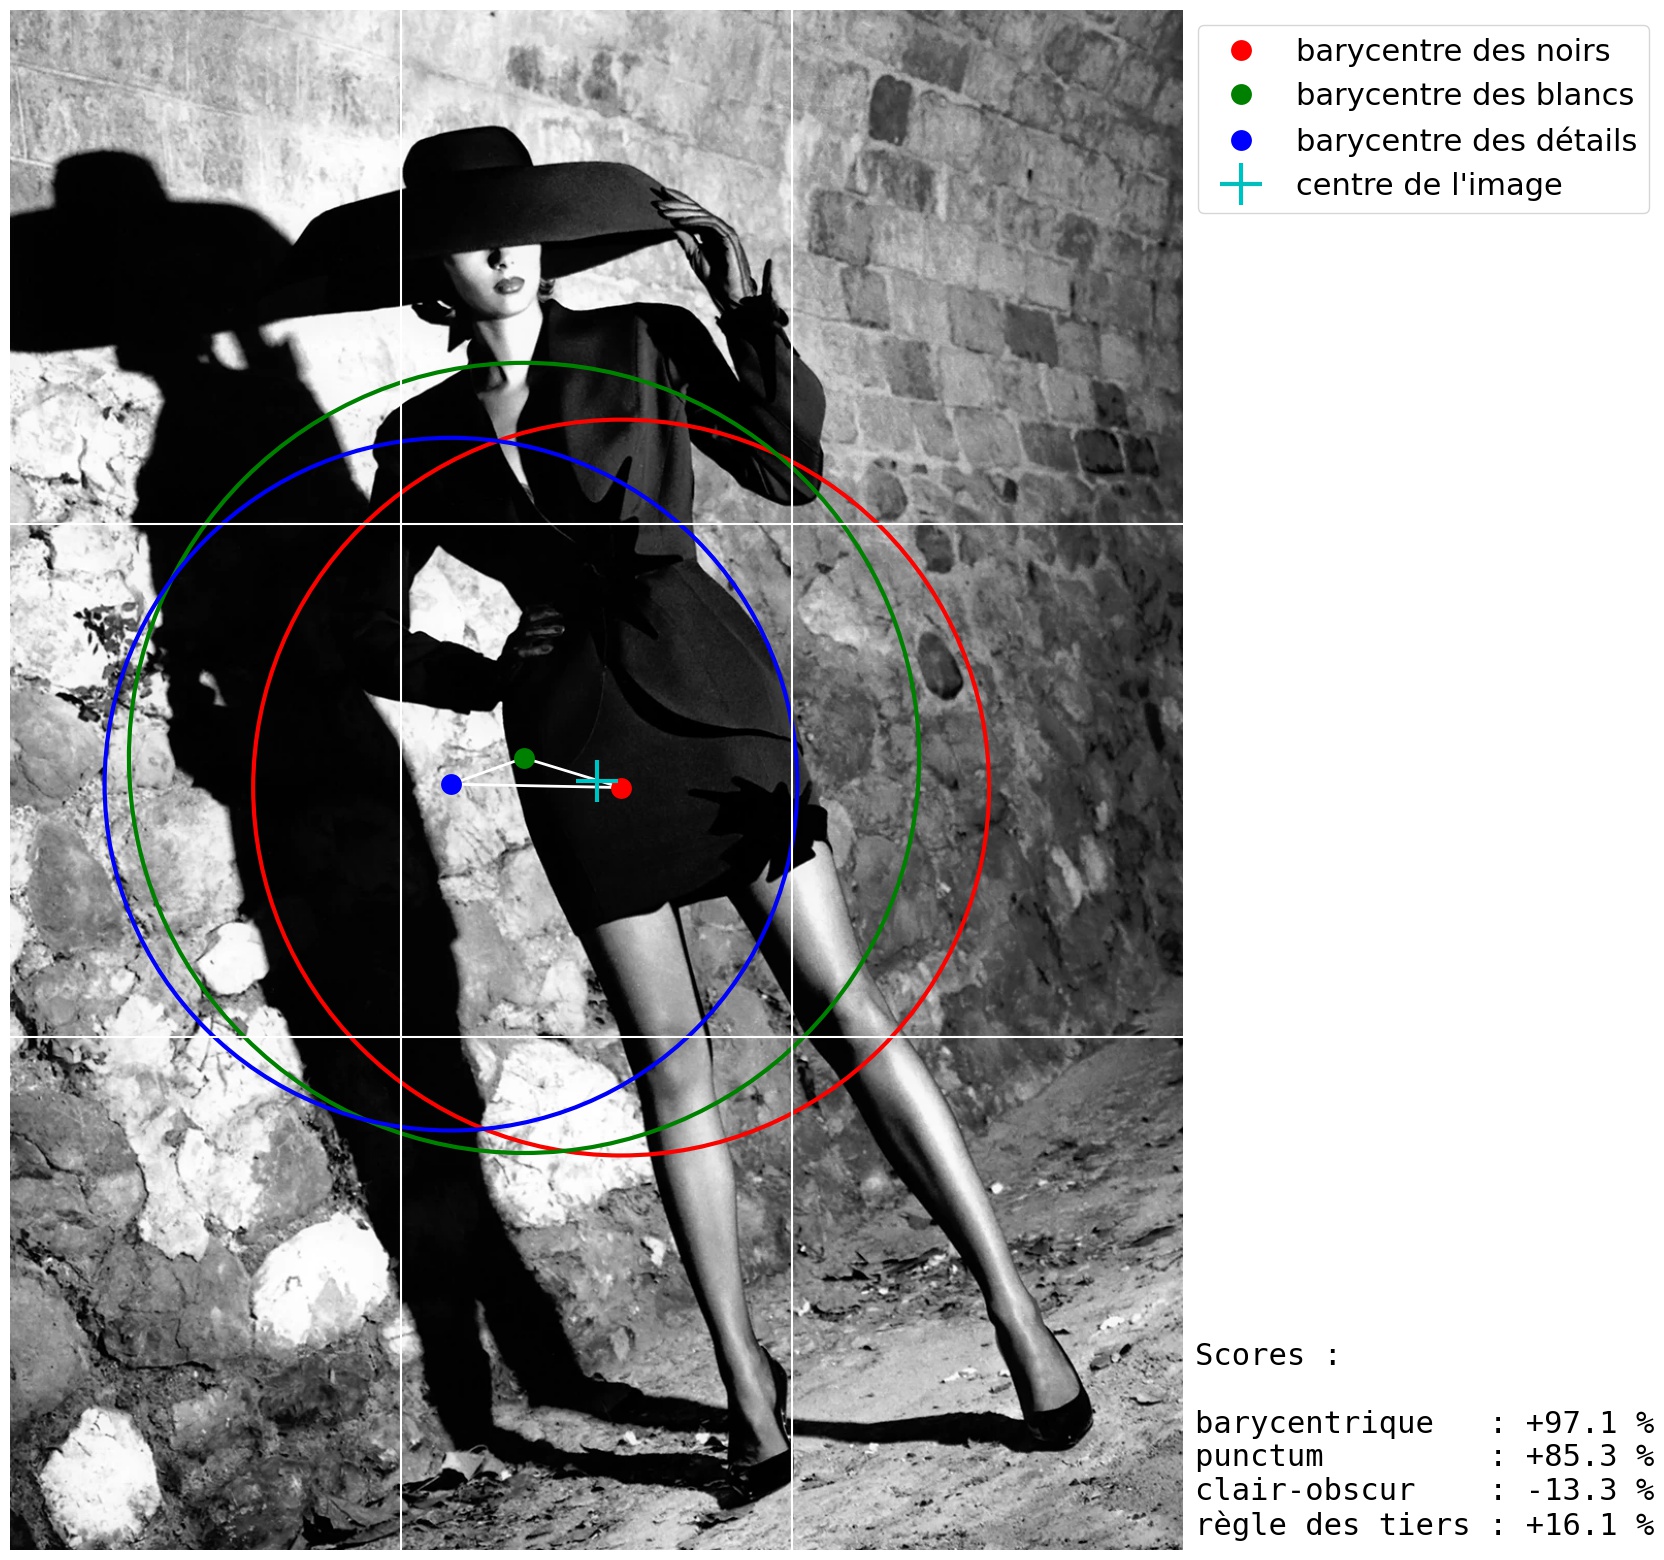 barycentre des noirs
barycentre des blancs
barycentre des détails
centre de l'image
Scores :
barycentrique : +97.1 %
punctum : +85.3 %
clair-obscur : -13.3 %
règle des tiers : +16.1 %